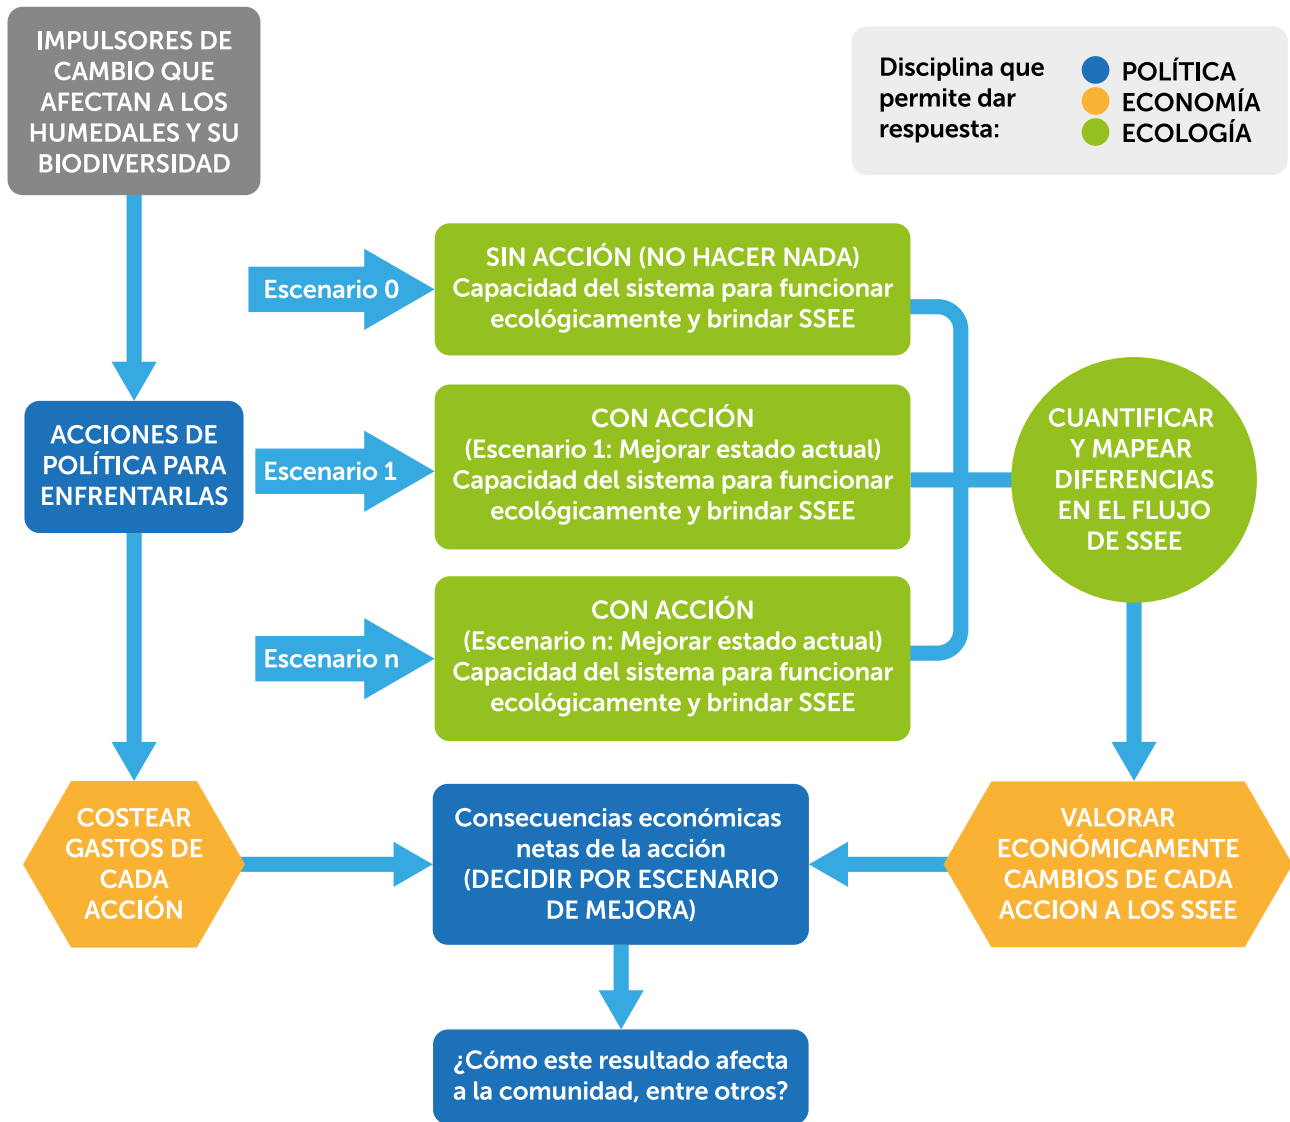 IMPULSORES DE
CAMBIO QUE
AFECTAN A LOS
HUMEDALES Y SU
BIODIVERSIDAD
Disciplina que
permite dar
respuesta:
POLÍTICA
ECONOMÍA
ECOLOGÍA
Escenario 0
SIN ACCIÓN (NO HACER NADA)
Capacidad del sistema para funcionar
ecológicamente y brindar SSEE
ACCIONES DE
POLÍTICA PARA
ENFRENTARLAS
Escenario 1
CON ACCIÓN
(Escenario 1: Mejorar estado actual)
Capacidad del sistema para funcionar
ecológicamente y brindar SSEE
CUANTIFICAR
Y MAPEAR
DIFERENCIAS
EN EL FLUJO
DE SSEE
Escenario n
CON ACCIÓN
(Escenario n: Mejorar estado actual)
Capacidad del sistema para funcionar
ecológicamente y brindar SSEE
COSTEAR
GASTOS DE
CADA
ACCIÓN
Consecuencias económicas
netas de la acción
(DECIDIR POR ESCENARIO
DE MEJORA)
VALORAR
ECONÓMICAMENTE
CAMBIOS DE CADA
ACCION A LOS SSEE
¿Cómo este resultado afecta
a la comunidad, entre otros?